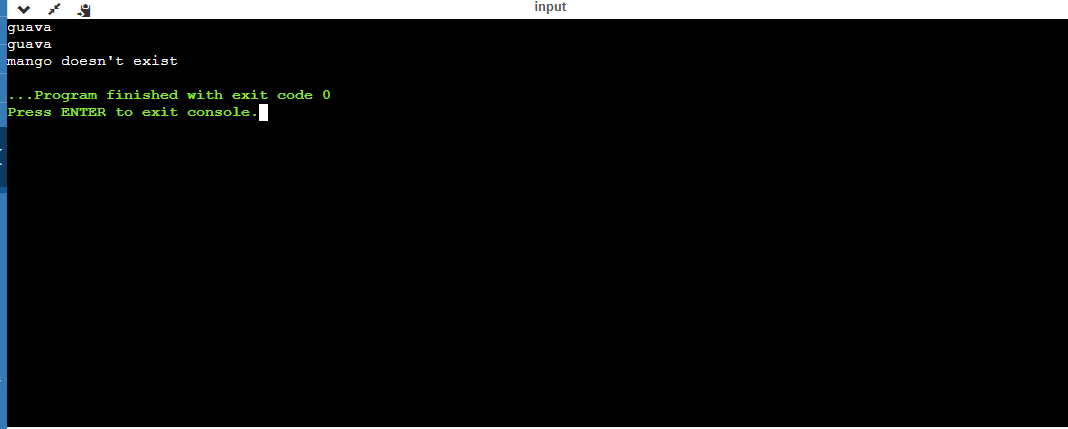 input
guava
guava
mango doesn't exist
...Program finished with exit code 0
Press ENTER to exit console.